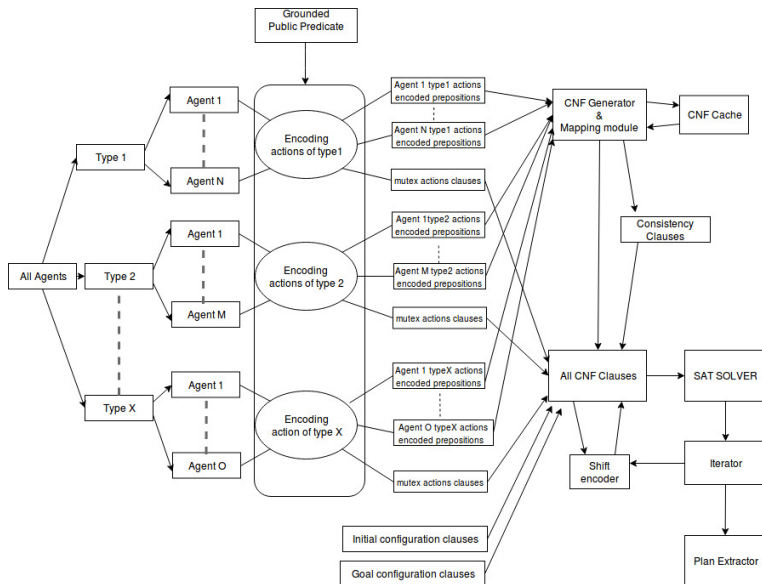 Grounded
Public Predicate
All Agents
Type 1
Type 2
Type X
Agent 1
Agent N
Agent 1
Agent M
Agent 1
Agent O
Encoding
actions of type1
Encoding
actions of type 2
Encoding
action of type X
Agent 1 type1 actions
encoded prepositions
Agent N type1 actions
encoded prepositions
mutex actions clauses
Agent 1type2 actions
encoded prepositions
Agent M type2 actions
encoded prepositions
mutex actions clauses
Agent 1 typeX actions
encoded prepositions
Agent O typeX actions
encoded prepositions
mutex actions clauses
Initial configuration clauses
Goal configuration clauses
CNF Generator
&
Mapping module
CNF Cache
Consistency
Clauses
All CNF Clauses
SAT SOLVER
Shift
encoder
Iterator
Plan Extractor